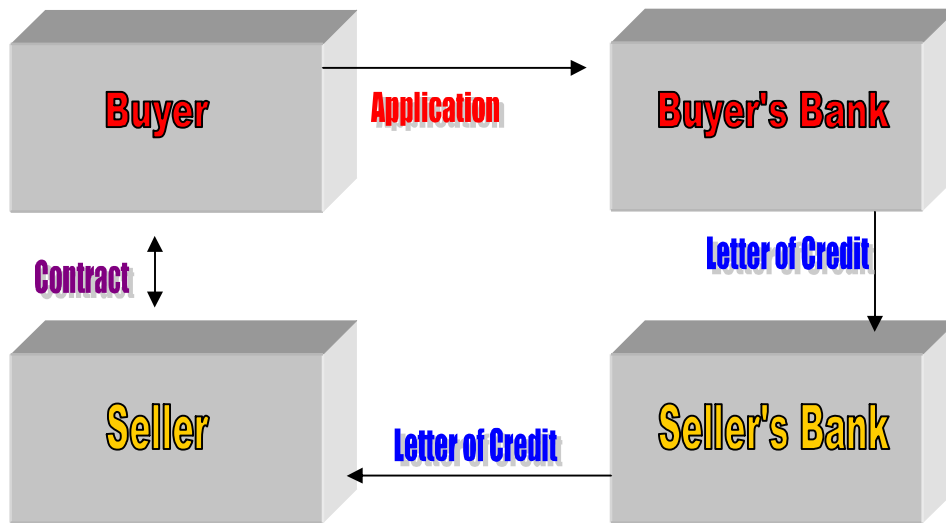 Buyer
Application
Buyer's Bank
Contract
Letter of Credit
Seller
Letter of Credit
Seller's Bank